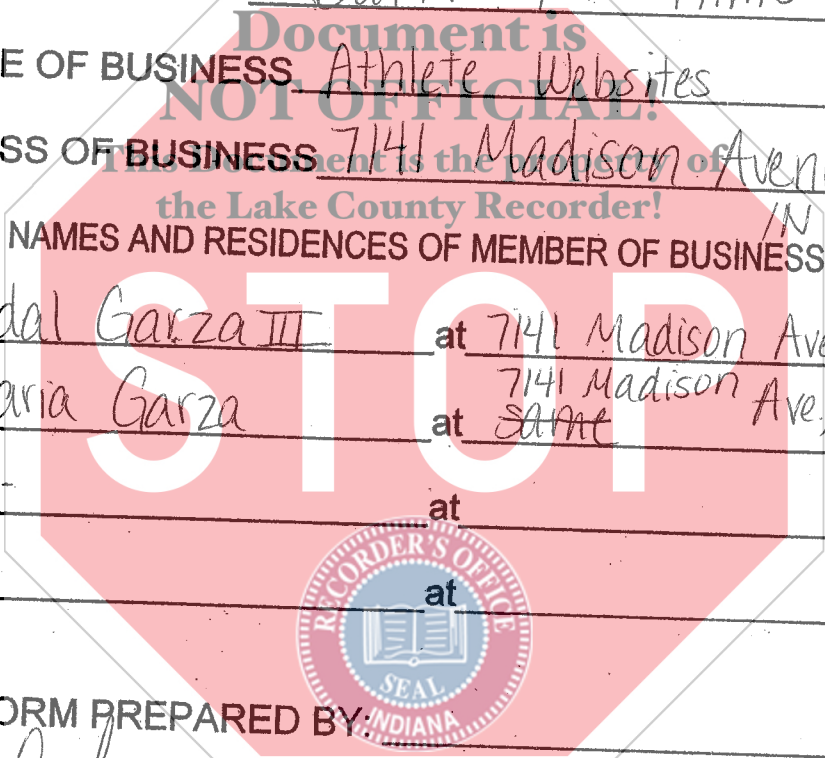 Document is
E OF BUSINESS Athlete Websites
NOT OFFICIAL!
SS OF BUSINESS 7141 Madison Aven
This Document is the property of
the Lake County Recorder!
IN
NAMES AND RESIDENCES OF MEMBER OF BUSINESS
dal Garza III at 7141 Madison Ave
7141 Madison Ave.,
aria Garza at same
STOP
at
at
RECORDER'S OFFICE
SEAL
INDIANA
ORM PREPARED BY: